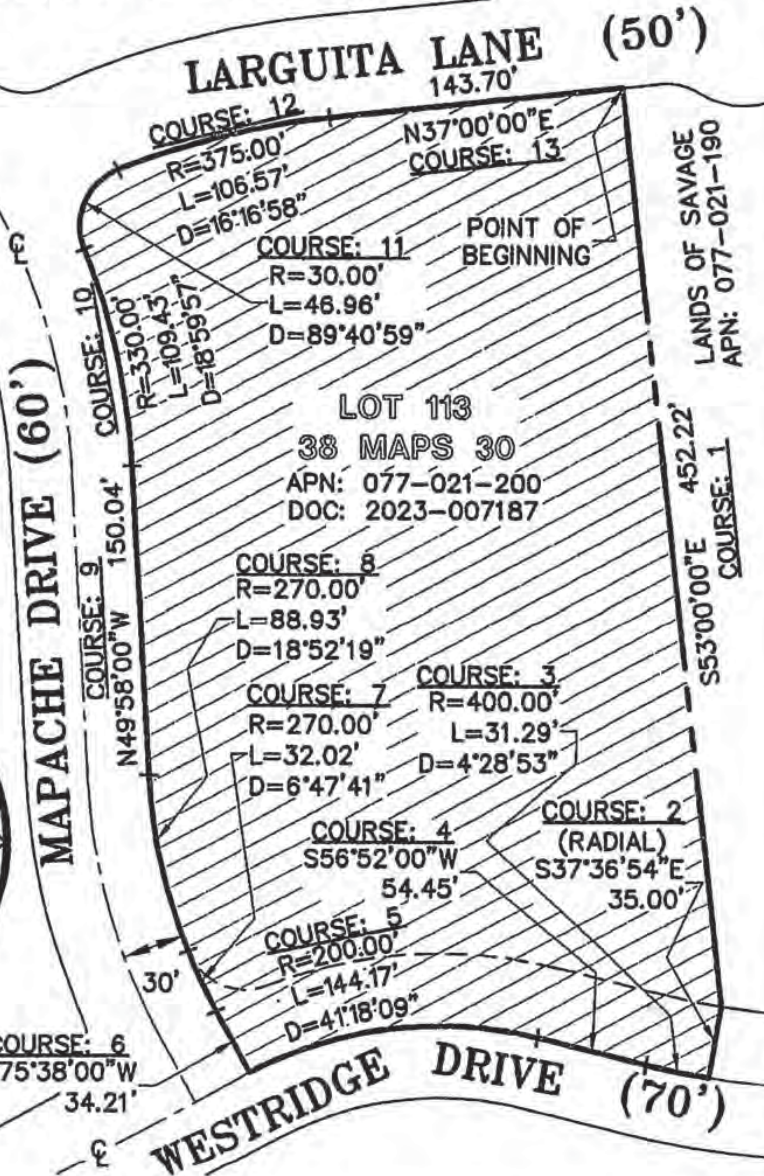 LARGUITA LANE (50')
143.70'
COURSE: 12
R=375.00'
L=106.57'
D=16°16'58"
N37°00'00"E
COURSE: 13
POINT OF
BEGINNING
LANDS OF SAVAGE
APN: 077-021-190
COURSE: 11
R=30.00'
L=46.96'
D=89°40'59"
COURSE: 10
R=330.00'
L=109.43'
D=18°59'57"
LOT 113
38 MAPS 30
APN: 077-021-200
DOC: 2023-007187
S53°00'00"E 452.22'
COURSE: 1
MAPACHE DRIVE (60')
COURSE: 9
N49°58'00"W 150.04'
COURSE: 8
R=270.00'
L=88.93'
D=18°52'19"
COURSE: 7
R=270.00'
L=32.02'
D=6°47'41"
COURSE: 3
R=400.00'
L=31.29'
D=4°28'53"
COURSE: 4
S56°52'00"W
54.45'
COURSE: 2
(RADIAL)
S37°36'54"E
35.00'
COURSE: 5
R=200.00'
L=144.17'
D=41°18'09"
30'
COURSE: 6
75°38'00"W
34.21'
WESTRIDGE DRIVE (70')
℄
℄